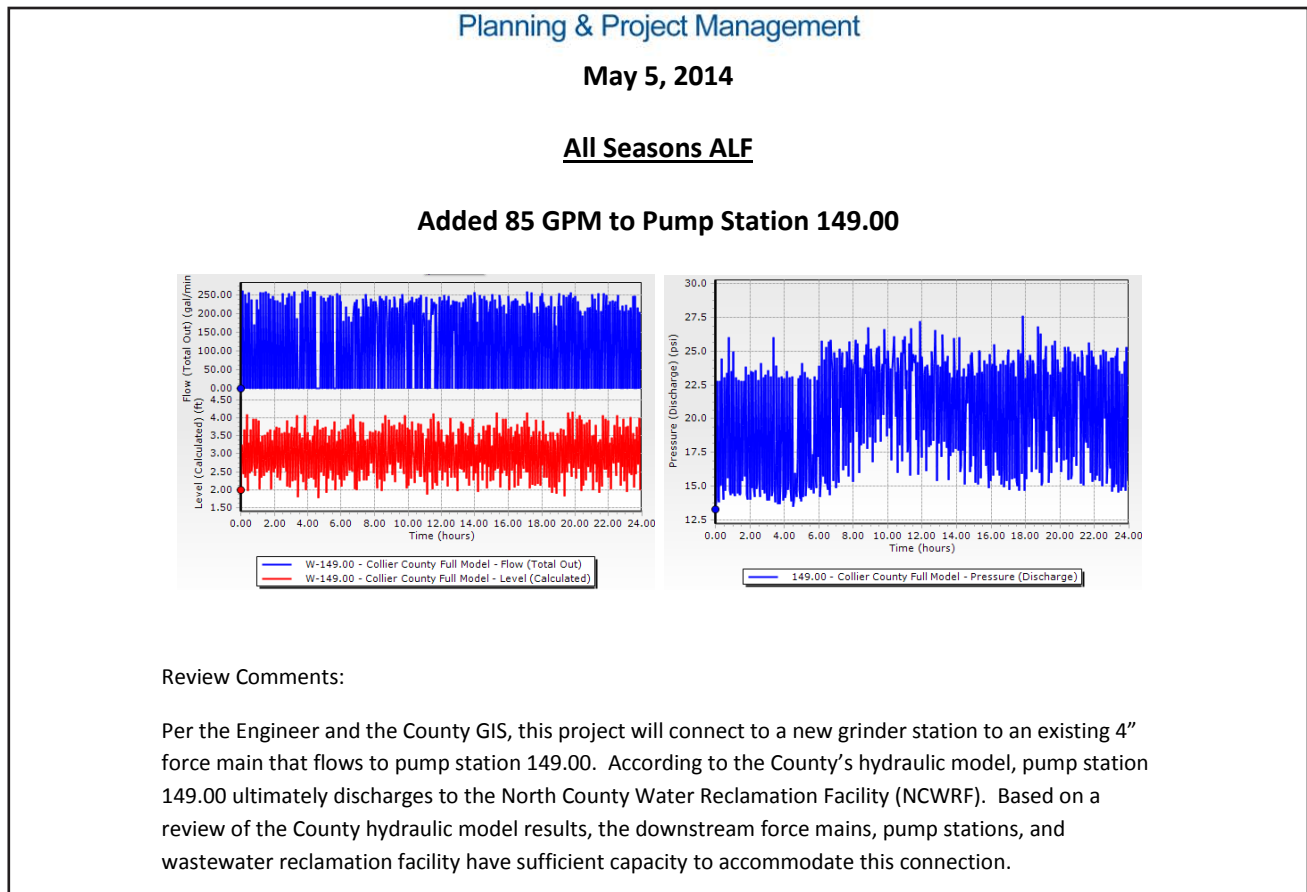 Planning & Project Management
May 5, 2014
All Seasons ALF
Added 85 GPM to Pump Station 149.00
Flow (Total Out) (gal/min
250.00
200.00
150.00
100.00
50.00
0.00
Level (Calculated) (ft)
4.50
4.00
3.50
3.00
2.50
2.00
1.50
0.00 2.00 4.00 6.00 8.00 10.00 12.00 14.00 16.00 18.00 20.00 22.00 24.00
Time (hours)
W-149.00 - Collier County Full Model - Flow (Total Out)
W-149.00 - Collier County Full Model - Level (Calculated)
Pressure (Discharge) (psi)
30.0
27.5
25.0
22.5
20.0
17.5
15.0
12.5
0.00 2.00 4.00 6.00 8.00 10.00 12.00 14.00 16.00 18.00 20.00 22.00 24.00
Time (hours)
149.00 - Collier County Full Model - Pressure (Discharge)
Review Comments:
Per the Engineer and the County GIS, this project will connect to a new grinder station to an existing 4”
force main that flows to pump station 149.00.  According to the County’s hydraulic model, pump station
149.00 ultimately discharges to the North County Water Reclamation Facility (NCWRF).  Based on a
review of the County hydraulic model results, the downstream force mains, pump stations, and
wastewater reclamation facility have sufficient capacity to accommodate this connection.